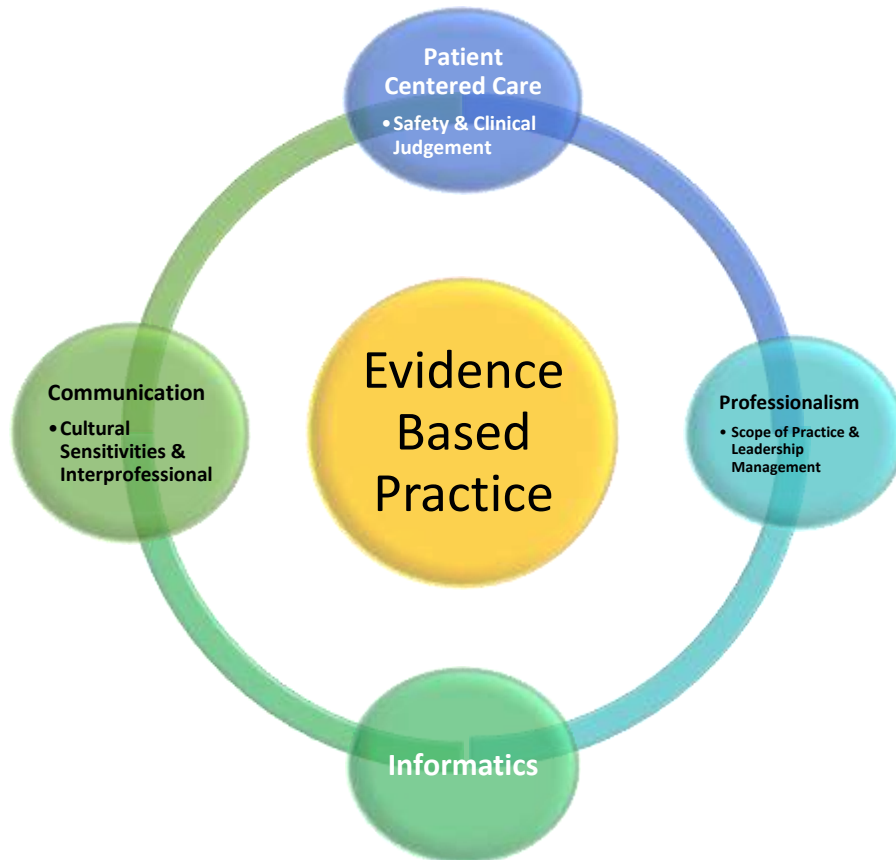 Patient
Centered Care
•Safety & Clinical
Judgement
Communication
•Cultural
Sensitivities &
Interprofessional
Evidence
Based
Practice
Professionalism
• Scope of Practice &
Leadership
Management
Informatics